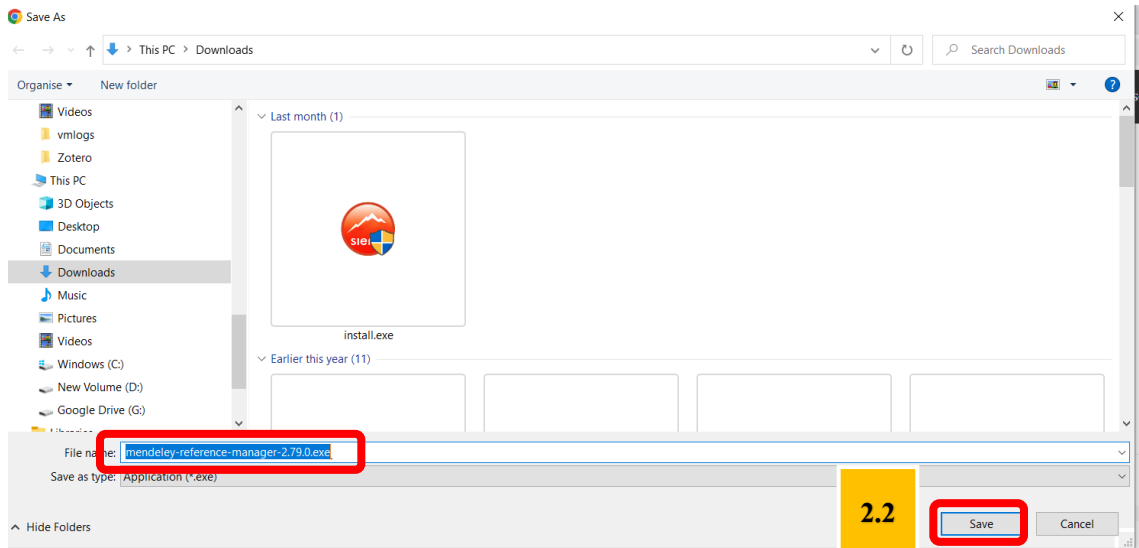 Save As
This PC > Downloads
Search Downloads
Organise
New folder
Videos
vmlogs
Zotero
This PC
3D Objects
Desktop
Documents
Downloads
Music
Pictures
Videos
Windows (C:)
New Volume (D:)
Google Drive (G:)
Libraries
Last month (1)
install.exe
Earlier this year (11)
File name: mendeley-reference-manager-2.79.0.exe
Save as type: Application (*.exe)
2.2
Hide Folders
Save
Cancel